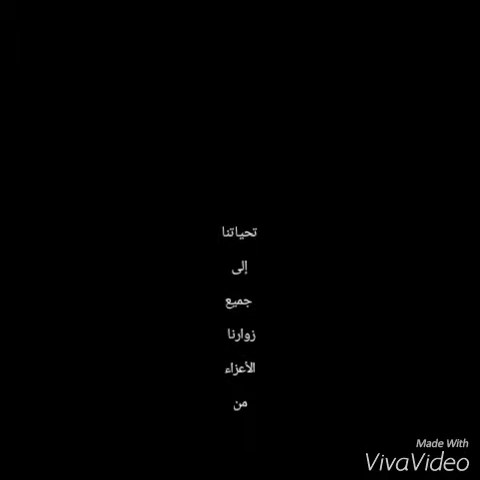 تحياتنا
إلى
جميع
زوارنا
الأعزاء
من
Made With
VivaVideo